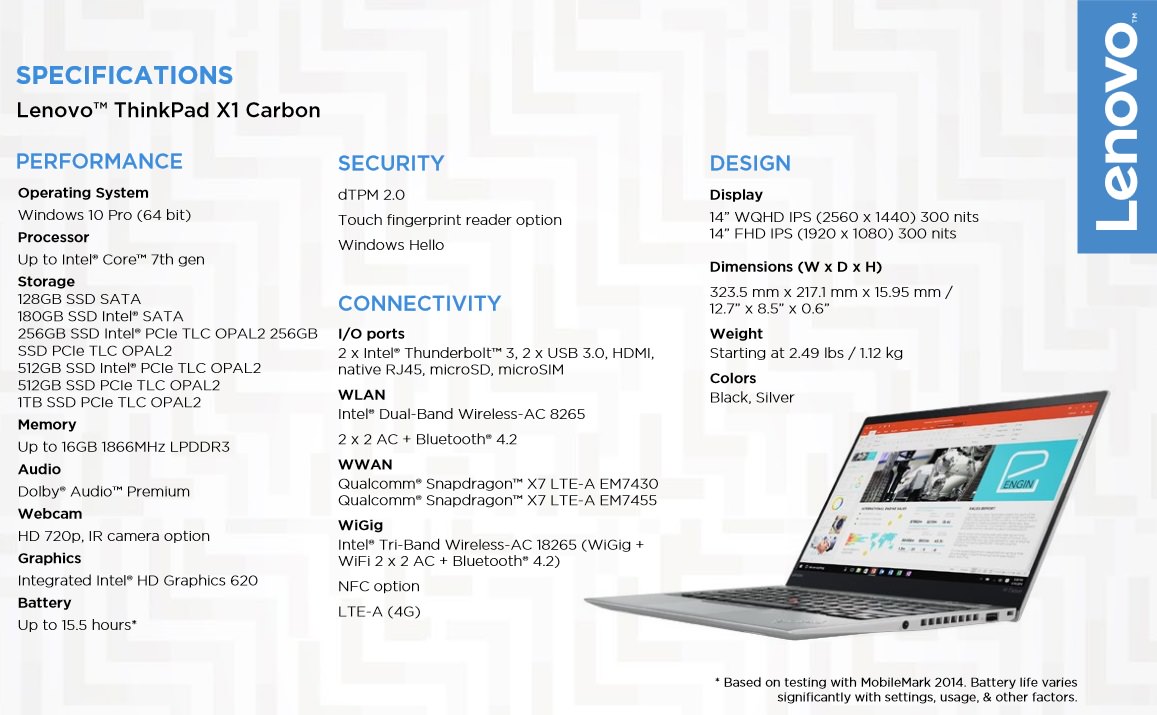 SPECIFICATIONS
Lenovo™ ThinkPad X1 Carbon
PERFORMANCE
Operating System
Windows 10 Pro (64 bit)
Processor
Up to Intel® Core™ 7th gen
Storage
128GB SSD SATA
180GB SSD Intel® SATA
256GB SSD Intel® PCIe TLC OPAL2 256GB
SSD PCIe TLC OPAL2
512GB SSD Intel® PCIe TLC OPAL2
512GB SSD PCIe TLC OPAL2
1TB SSD PCIe TLC OPAL2
Memory
Up to 16GB 1866MHz LPDDR3
Audio
Dolby® Audio™ Premium
Webcam
HD 720p, IR camera option
Graphics
Integrated Intel® HD Graphics 620
Battery
Up to 15.5 hours*
SECURITY
dTPM 2.0
Touch fingerprint reader option
Windows Hello
CONNECTIVITY
I/O ports
2 x Intel® Thunderbolt™ 3, 2 x USB 3.0, HDMI,
native RJ45, microSD, microSIM
WLAN
Intel® Dual-Band Wireless-AC 8265
2 x 2 AC + Bluetooth® 4.2
WWAN
Qualcomm® Snapdragon™ X7 LTE-A EM7430
Qualcomm® Snapdragon™ X7 LTE-A EM7455
WiGig
Intel® Tri-Band Wireless-AC 18265 (WiGig +
WiFi 2 x 2 AC + Bluetooth® 4.2)
NFC option
LTE-A (4G)
DESIGN
Display
14” WQHD IPS (2560 x 1440) 300 nits
14” FHD IPS (1920 x 1080) 300 nits
Dimensions (W x D x H)
323.5 mm x 217.1 mm x 15.95 mm /
12.7” x 8.5” x 0.6”
Weight
Starting at 2.49 lbs / 1.12 kg
Colors
Black, Silver
Lenovo™
ENGIN
SALES REPORT
* Based on testing with MobileMark 2014. Battery life varies
significantly with settings, usage, & other factors.